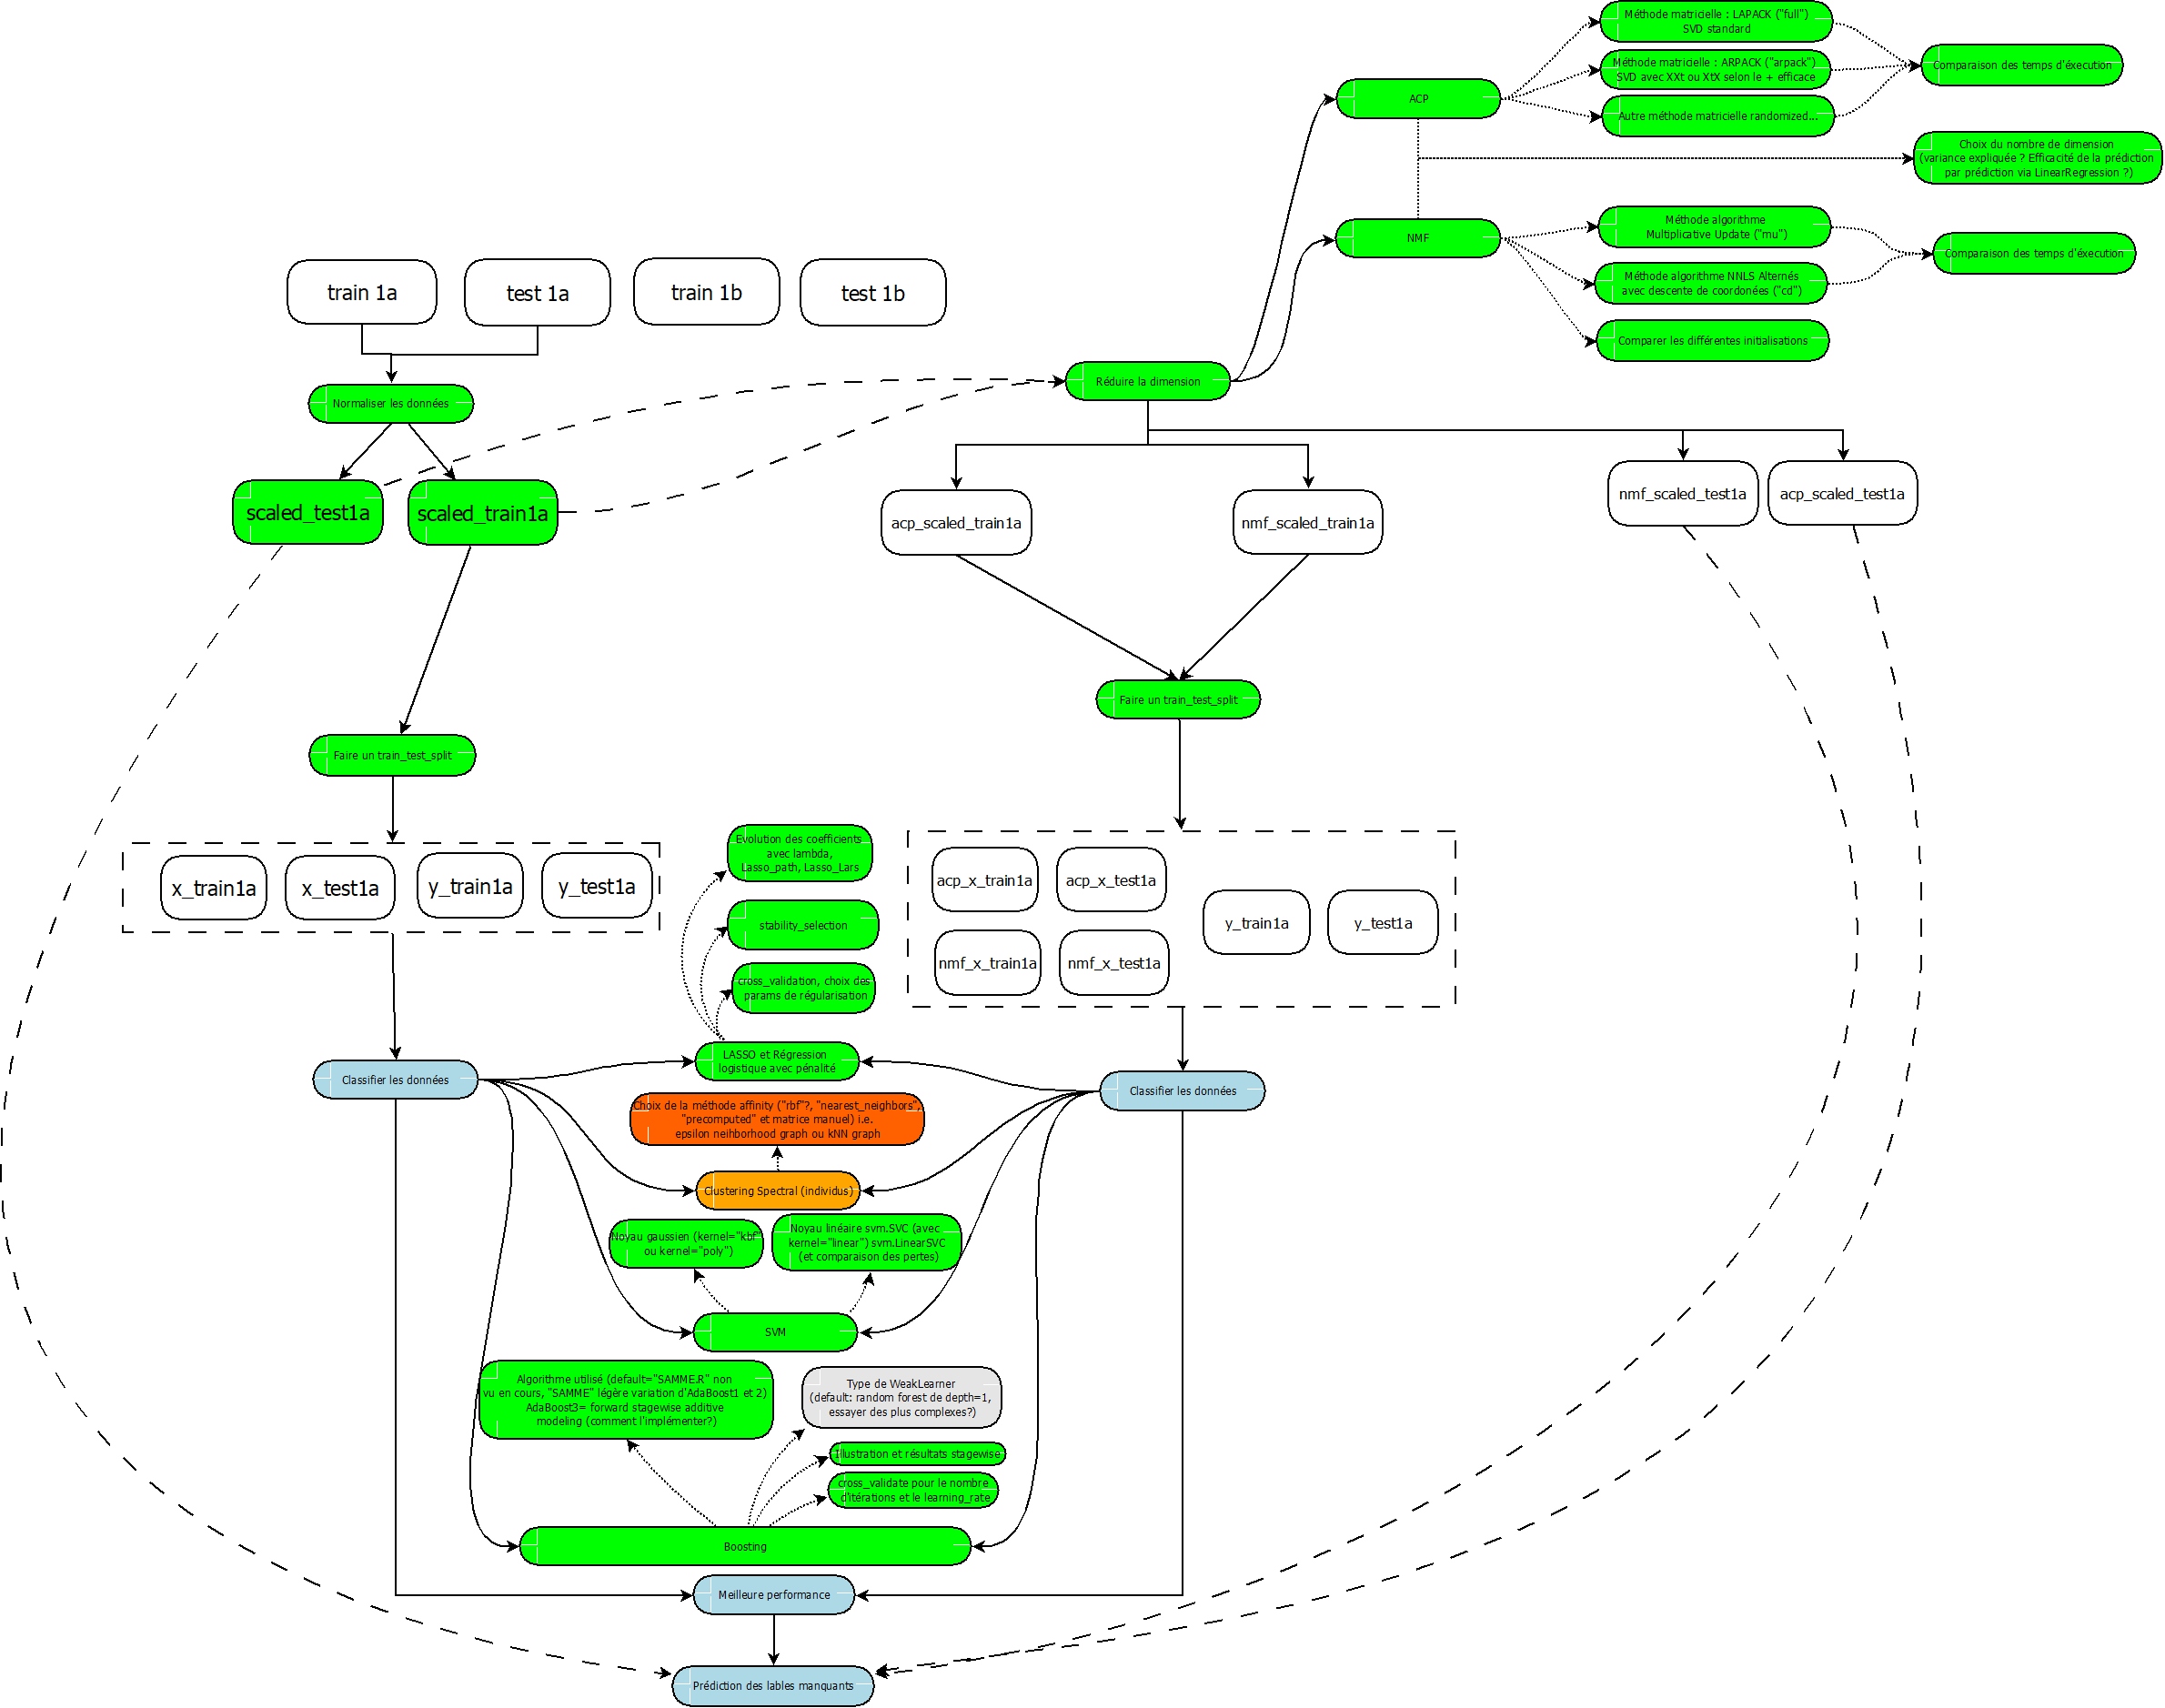 Méthode matricielle : LAPACK ("full")
SVD standard
Méthode matricielle : ARPACK ("arpack")
SVD avec XXt ou XtX selon le + efficace
Autre méthode matricielle randomized...
Comparaison des temps d'éxecution
ACP
Choix du nombre de dimension
(variance expliquée ? Efficacité de la prédiction
par prédiction via LinearRegression ?)
NMF
Méthode algorithme
Multiplicative Update ("mu")
Méthode algorithme NNLS Alternés
avec descente de coordonées ("cd")
Comparer les différentes initialisations
Comparaison des temps d'éxecution
train 1a
test 1a
train 1b
test 1b
Normaliser les données
Réduire la dimension
scaled_test1a
scaled_train1a
acp_scaled_train1a
nmf_scaled_train1a
nmf_scaled_test1a
acp_scaled_test1a
Faire un train_test_split
Faire un train_test_split
x_train1a
x_test1a
y_train1a
y_test1a
Evolution des coefficients
avec lambda,
Lasso_path, Lasso_Lars
stability_selection
cross_validation, choix des
params de régularisation
acp_x_train1a
acp_x_test1a
nmf_x_train1a
nmf_x_test1a
y_train1a
y_test1a
Classifier les données
LASSO et Régression
logistique avec pénalité
Classifier les données
Choix de la méthode affinity ("rbf"?, "nearest_neighbors",
"precomputed" et matrice manuel) i.e.
epsilon neihborhood graph ou kNN graph
Clustering Spectral (individus)
Noyau gaussien (kernel="kbf"
ou kernel="poly")
Noyau linéaire svm.SVC (avec
kernel="linear") svm.LinearSVC
(et comparaison des pertes)
SVM
Algorithme utilisé (default="SAMME.R" non
vu en cours, "SAMME" légère variation d'AdaBoost1 et 2)
AdaBoost3= forward stagewise additive
modeling (comment l'implémenter?)
Type de WeakLearner
(default: random forest de depth=1,
essayer des plus complexes?)
Illustration et résultats stagewise
cross_validate pour le nombre
d'itérations et le learning_rate
Boosting
Meilleure performance
Prédiction des lables manquants